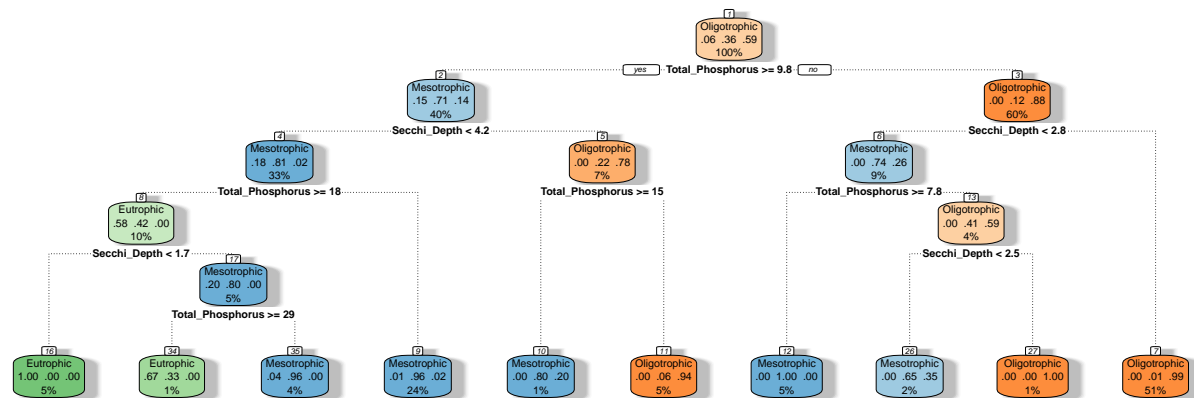 1
Oligotrophic
.06 .36 .59
100%
yes Total_Phosphorus >= 9.8 no
2
Mesotrophic
.15 .71 .14
40%
Secchi_Depth < 4.2
3
Oligotrophic
.00 .12 .88
60%
Secchi_Depth < 2.8
4
Mesotrophic
.18 .81 .02
33%
Total_Phosphorus >= 18
5
Oligotrophic
.00 .22 .78
7%
Total_Phosphorus >= 15
6
Mesotrophic
.00 .74 .26
9%
Total_Phosphorus >= 7.8
8
Eutrophic
.58 .42 .00
10%
Secchi_Depth < 1.7
13
Oligotrophic
.00 .41 .59
4%
Secchi_Depth < 2.5
17
Mesotrophic
.20 .80 .00
5%
Total_Phosphorus >= 29
16
Eutrophic
1.00 .00 .00
5%
34
Eutrophic
.67 .33 .00
1%
35
Mesotrophic
.04 .96 .00
4%
9
Mesotrophic
.01 .96 .02
24%
10
Mesotrophic
.00 .80 .20
1%
11
Oligotrophic
.00 .06 .94
5%
12
Mesotrophic
.00 1.00 .00
5%
26
Mesotrophic
.00 .65 .35
2%
27
Oligotrophic
.00 .00 1.00
1%
7
Oligotrophic
.00 .01 .99
51%